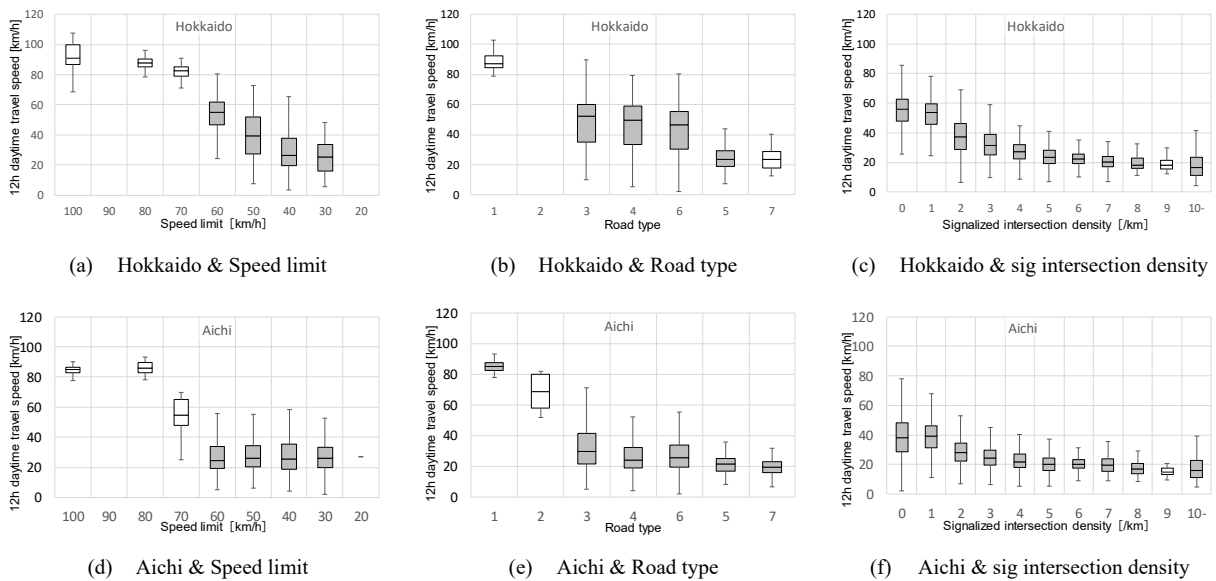 Hokkaido
12h daytime travel speed [km/h]
120
100
80
60
40
20
0
100 90 80 70 60 50 40 30 20
Speed limit [km/h]
(a) Hokkaido & Speed limit
Hokkaido
12h daytime travel speed [km/h]
120
100
80
60
40
20
0
1 2 3 4 6 5 7
Road type
(b) Hokkaido & Road type
Hokkaido
12h daytime travel speed [km/h]
120
100
80
60
40
20
0
0 1 2 3 4 5 6 7 8 9 10-
Signalized intersection density [/km]
(c) Hokkaido & sig intersection density
Aichi
12h daytime travel speed [km/h]
120
100
80
60
40
20
0
100 90 80 70 60 50 40 30 20
Speed limit [km/h]
(d) Aichi & Speed limit
Aichi
12h daytime travel speed [km/h]
120
100
80
60
40
20
0
1 2 3 4 6 5 7
Road type
(e) Aichi & Road type
Aichi
12h daytime travel speed [km/h]
120
100
80
60
40
20
0
0 1 2 3 4 5 6 7 8 9 10-
Signalized intersection density [/km]
(f) Aichi & sig intersection density